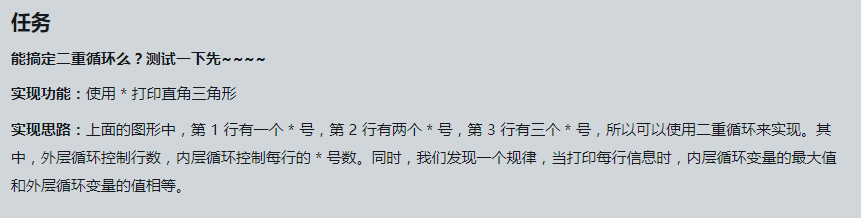 任务
能搞定二重循环么？测试一下先~~~~
实现功能：使用 * 打印直角三角形
实现思路：上面的图形中，第 1 行有一个 * 号，第 2 行有两个 * 号，第 3 行有三个 * 号，所以可以使用二重循环来实现。其
中，外层循环控制行数，内层循环控制每行的 * 号数。同时，我们发现一个规律，当打印每行信息时，内层循环变量的最大值
和外层循环变量的值相等。